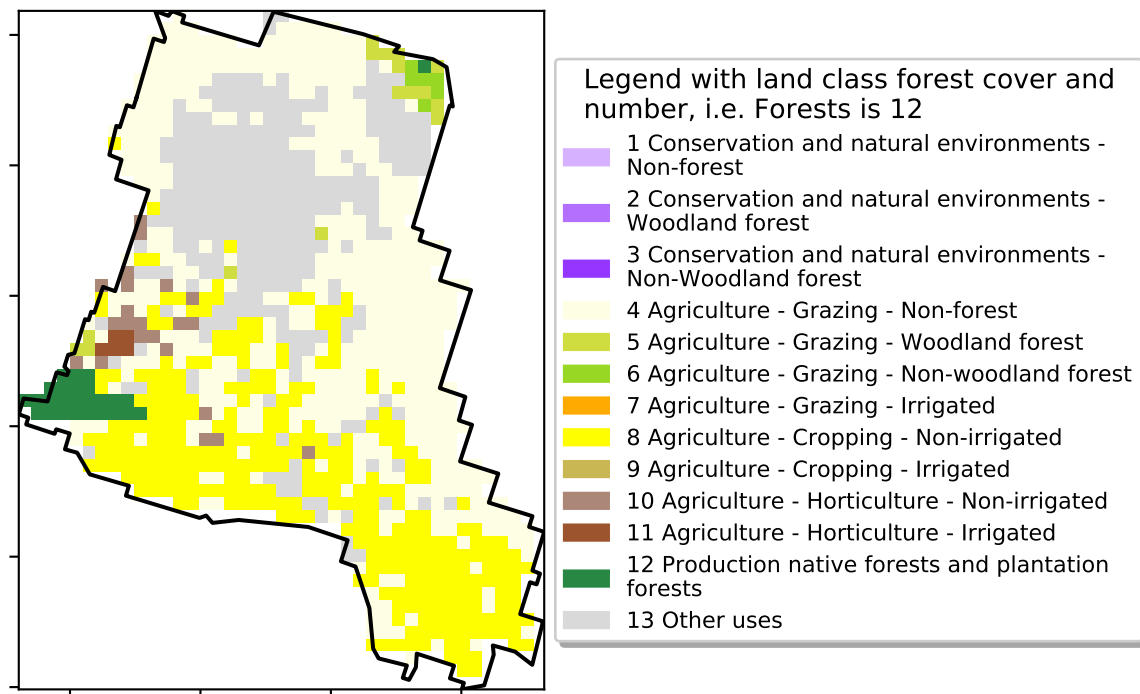 Legend with land class forest cover and
number, i.e. Forests is 12
1 Conservation and natural environments -
Non-forest
2 Conservation and natural environments -
Woodland forest
3 Conservation and natural environments -
Non-Woodland forest
4 Agriculture - Grazing - Non-forest
5 Agriculture - Grazing - Woodland forest
6 Agriculture - Grazing - Non-woodland forest
7 Agriculture - Grazing - Irrigated
8 Agriculture - Cropping - Non-irrigated
9 Agriculture - Cropping - Irrigated
10 Agriculture - Horticulture - Non-irrigated
11 Agriculture - Horticulture - Irrigated
12 Production native forests and plantation
forests
13 Other uses